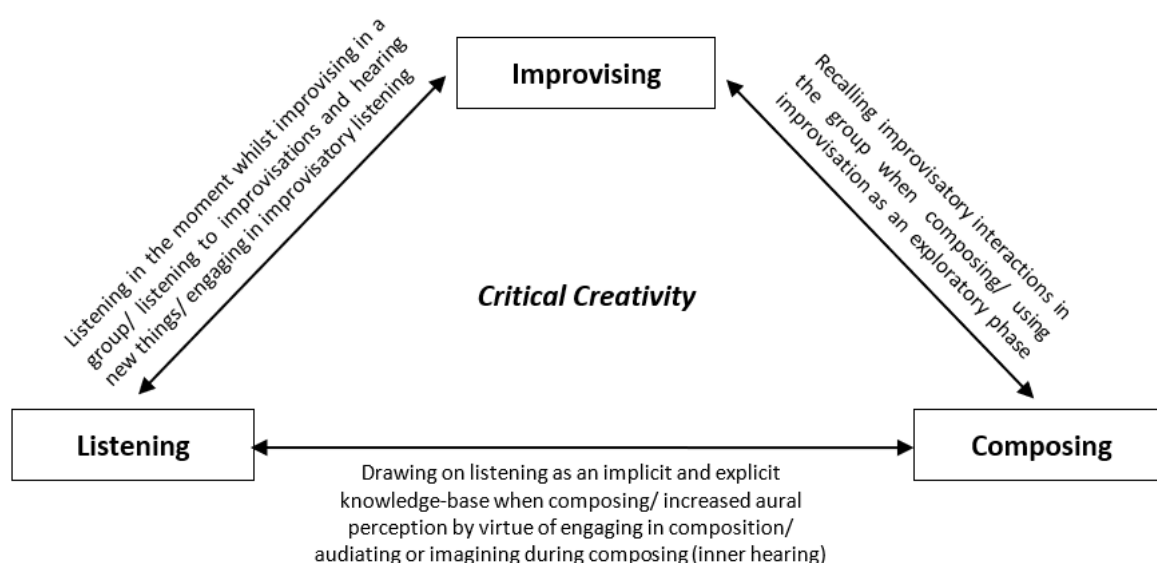 Improvising
Listening in the moment whilst improvising in a
group/ listening to improvisations and hearing
new things/ engaging in improvisatory listening
Recalling improvisatory interactions in
the group when composing/ using
improvisation as an exploratory phase
Critical Creativity
Listening
Composing
Drawing on listening as an implicit and explicit
knowledge-base when composing/ increased aural
perception by virtue of engaging in composition/
audiating or imagining during composing (inner hearing)